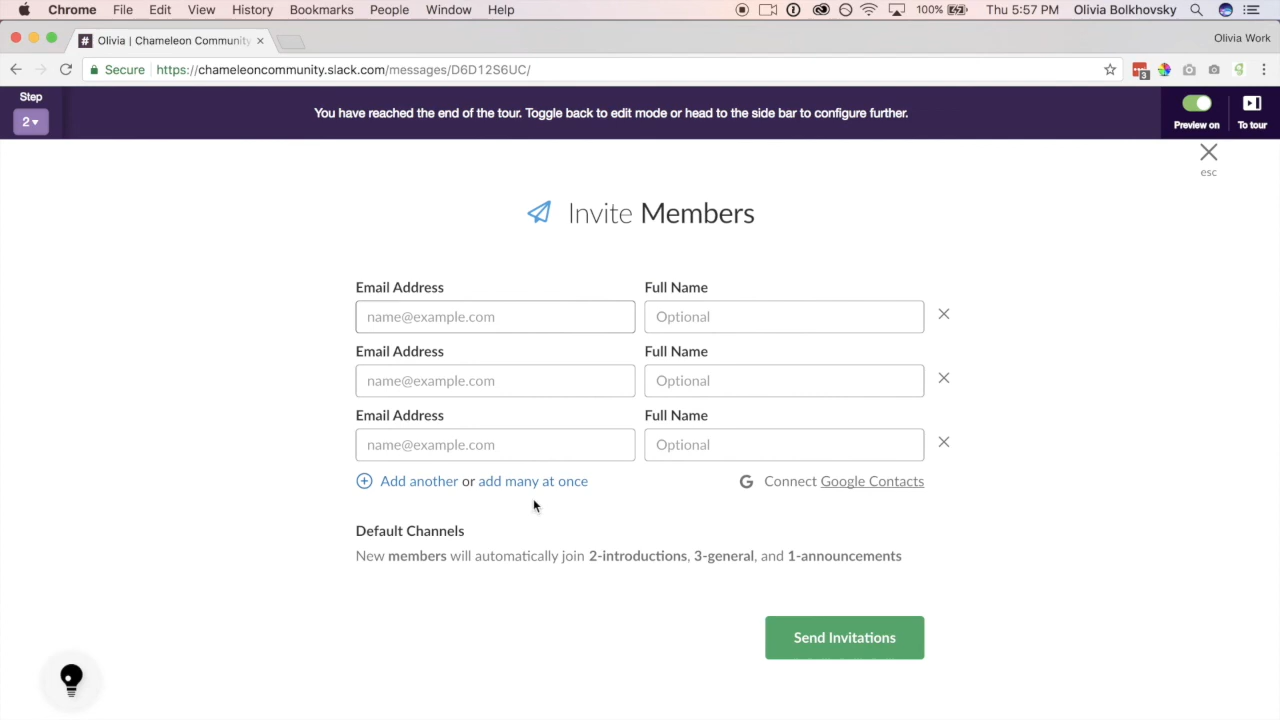 Chrome File Edit View History Bookmarks People Window Help 100% Thu 5:57 PM Olivia Bolkhovsky
# Olivia | Chameleon Community × Olivia Work
Secure https://chameleoncommunity.slack.com/messages/D6D12S6UC/ 3
Step
2
You have reached the end of the tour. Toggle back to edit mode or head to the side bar to configure further.
Preview on
To tour
esc
Invite Members
Email Address Full Name
name@example.com Optional
Email Address Full Name
name@example.com Optional
Email Address Full Name
name@example.com Optional
Add another or add many at once G Connect Google Contacts
Default Channels
New members will automatically join 2-introductions, 3-general, and 1-announcements
Send Invitations